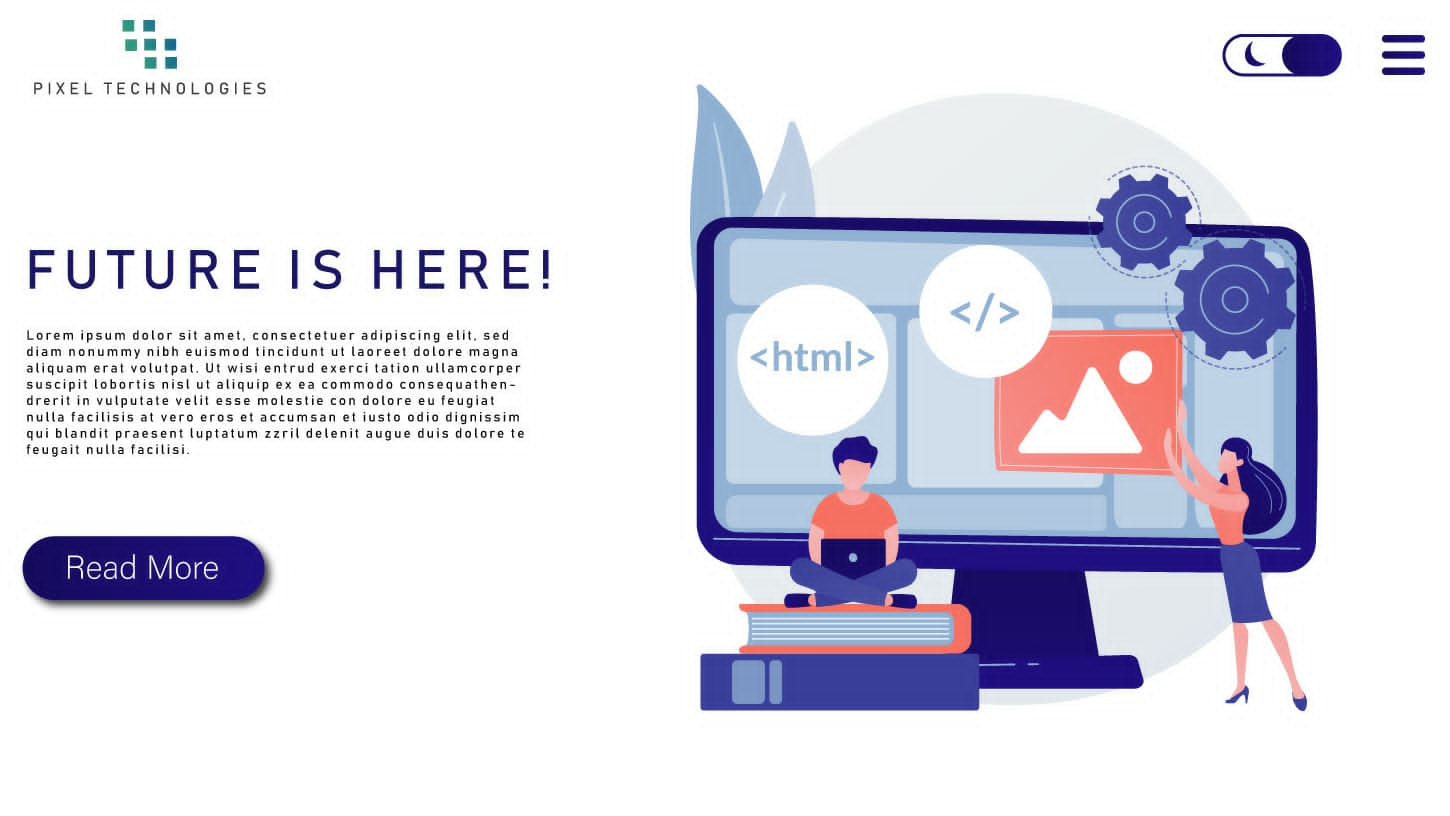 PIXEL TECHNOLOGIES
FUTURE IS HERE!
Lorem ipsum dolor sit amet, consectetuer adipiscing elit, sed
diam nonummy nibh euismod tincidunt ut laoreet dolore magna
aliquam erat volutpat. Ut wisi entrud exerci tation ullamcorper
suscipit lobortis nisl ut aliquip ex ea commodo consequathen-
drerit in vulputate velit esse molestie con dolore eu feugiat
nulla facilisis at vero eros et accumsan et iusto odio dignissim
qui blandit praesent luptatum zzril delenit augue duis dolore te
feugait nulla facilisi.
Read More
<html>
</>